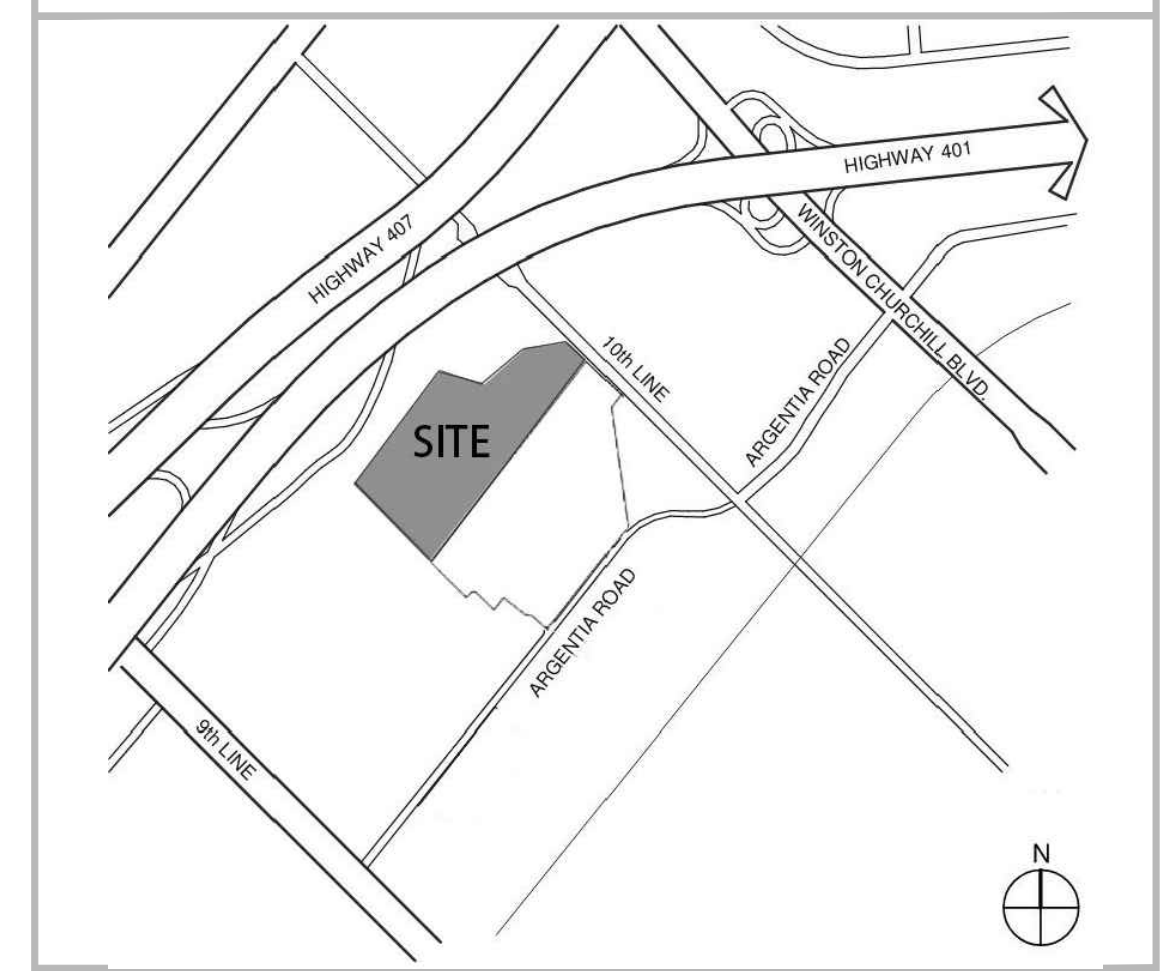 HIGHWAY 401
HIGHWAY 407
WINSTON CHURCHILL BLVD.
10th LINE
ARGENTIA ROAD
SITE
ARGENTIA ROAD
9th LINE
N